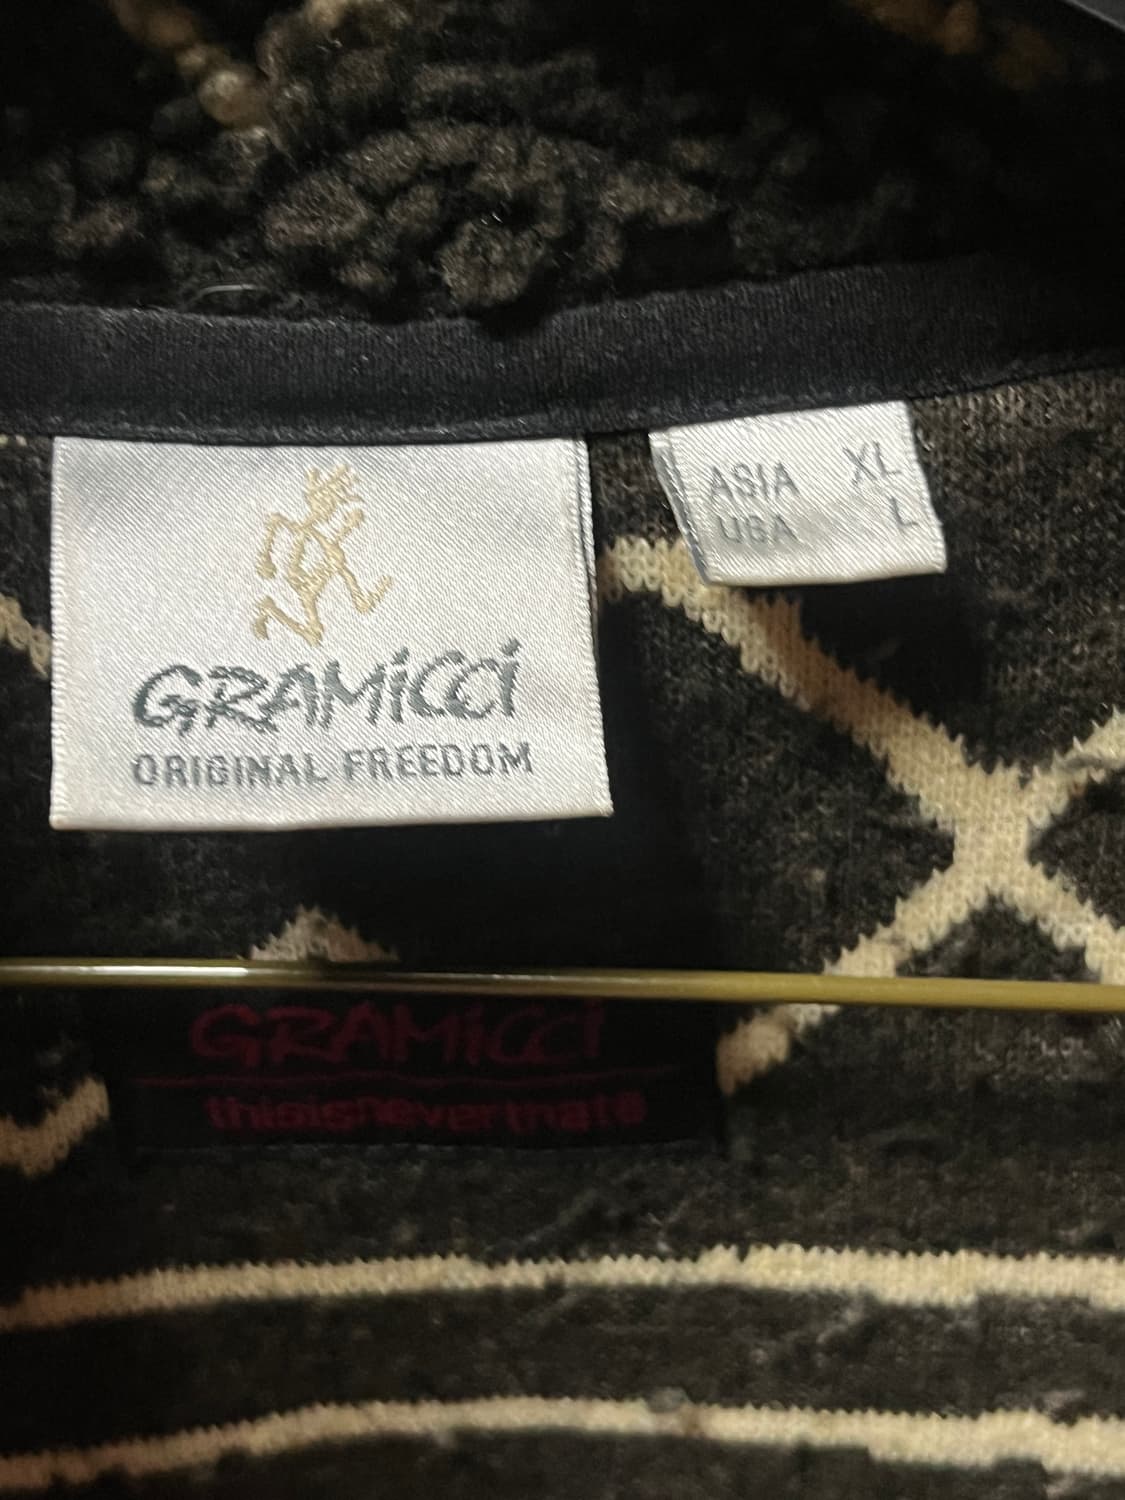 GRAMiCCi
ORIGINAL FREEDOM
ASIA XL
USA L
GRAMiCCi
thisisneverthat®